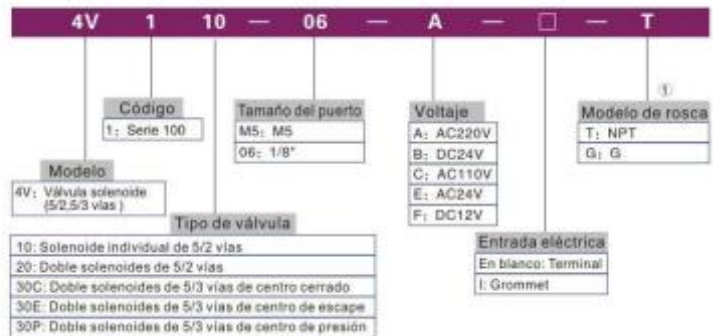 4V 1 10 — 06 — A — □ — T
①
Código
1: Serie 100
Tamaño del puerto
M5: M5
06: 1/8"
Voltaje
A: AC220V
B: DC24V
C: AC110V
E: AC24V
F: DC12V
Modelo de rosca
T: NPT
G: G
Modelo
4V: Válvula solenoide
(5/2,5/3 vías )
Tipo de válvula
10: Solenoide individual de 5/2 vías
20: Doble solenoides de 5/2 vías
30C: Doble solenoides de 5/3 vías de centro cerrado
30E: Doble solenoides de 5/3 vías de centro de escape
30P: Doble solenoides de 5/3 vías de centro de presión
Entrada eléctrica
En blanco: Terminal
I: Grommet